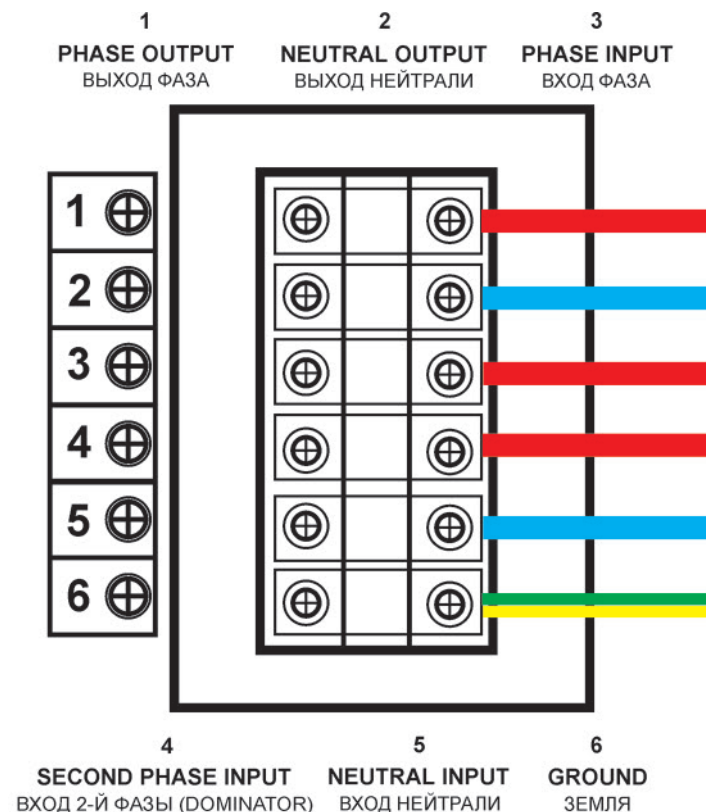 1 2 3
PHASE OUTPUT NEUTRAL OUTPUT PHASE INPUT
ВЫХОД ФАЗА ВЫХОД НЕЙТРАЛИ ВХОД ФАЗА
1
2
3
4
5
6
4 5 6
SECOND PHASE INPUT NEUTRAL INPUT GROUND
ВХОД 2-Й ФАЗЫ (DOMINATOR) ВХОД НЕЙТРАЛИ ЗЕМЛЯ